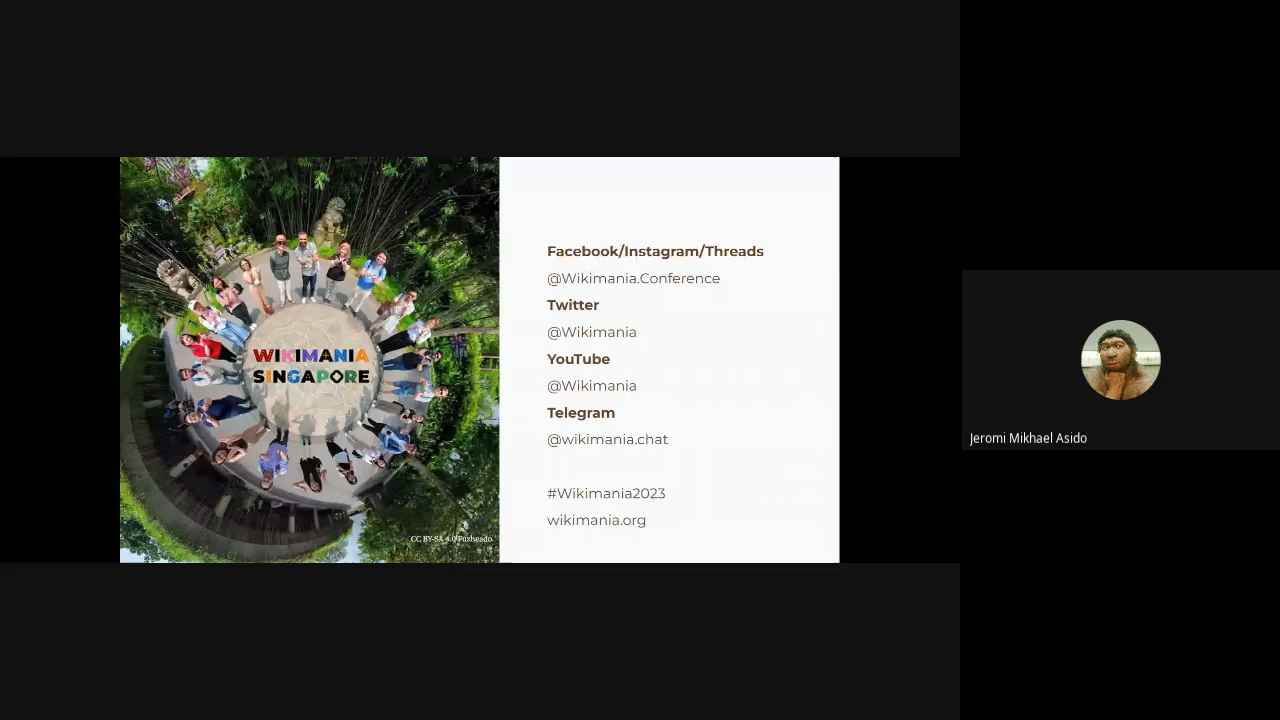 WIKIMANIA
SINGAPORE
CC BY-SA 4.0 Fuzheado
Facebook/Instagram/Threads
@Wikimania.Conference
Twitter
@Wikimania
YouTube
@Wikimania
Telegram
@wikimania.chat
#Wikimania2023
wikimania.org
Jeromi Mikhael Asido